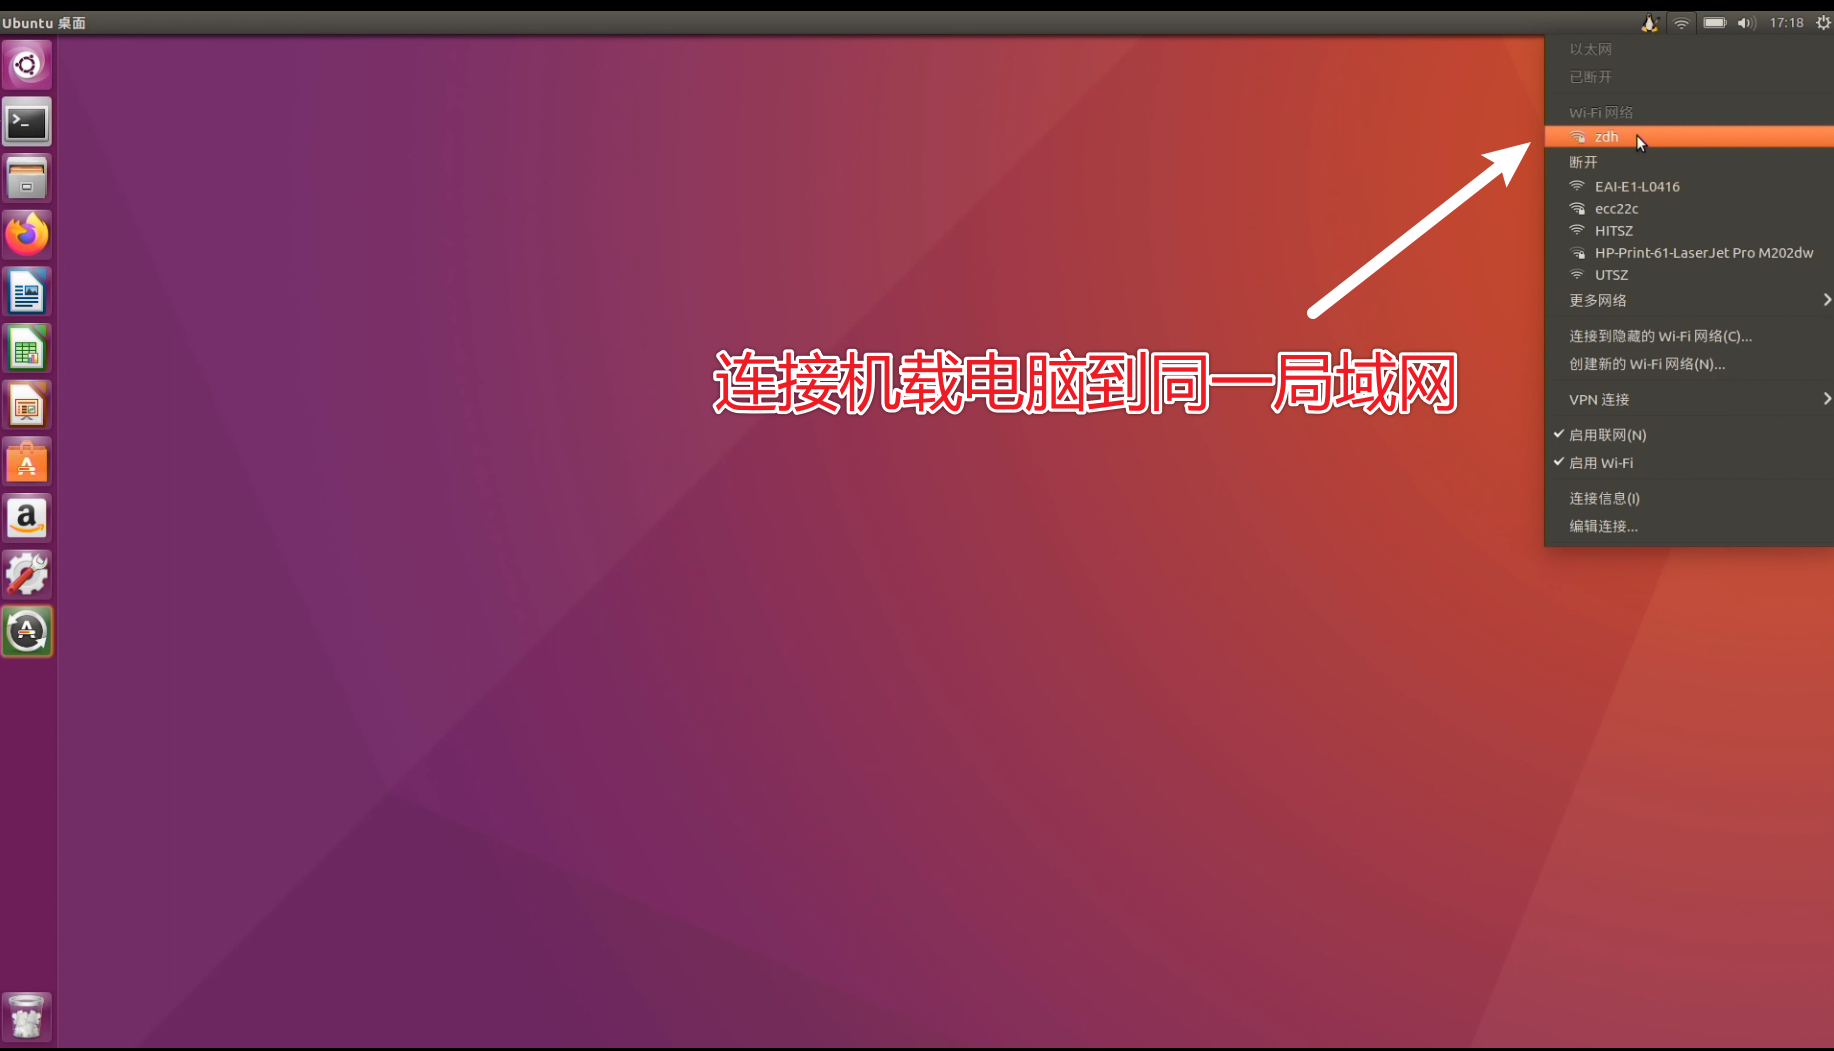 Ubuntu 桌面
17:18
以太网
已断开
Wi-Fi 网络
zdh
断开
EAI-E1-L0416
ecc22c
HITSZ
HP-Print-61-LaserJet Pro M202dw
UTSZ
更多网络
连接到隐藏的 Wi-Fi 网络(C)...
创建新的 Wi-Fi 网络(N)...
VPN 连接
启用联网(N)
启用 Wi-Fi
连接信息(I)
编辑连接...
连接机载电脑到同一局域网